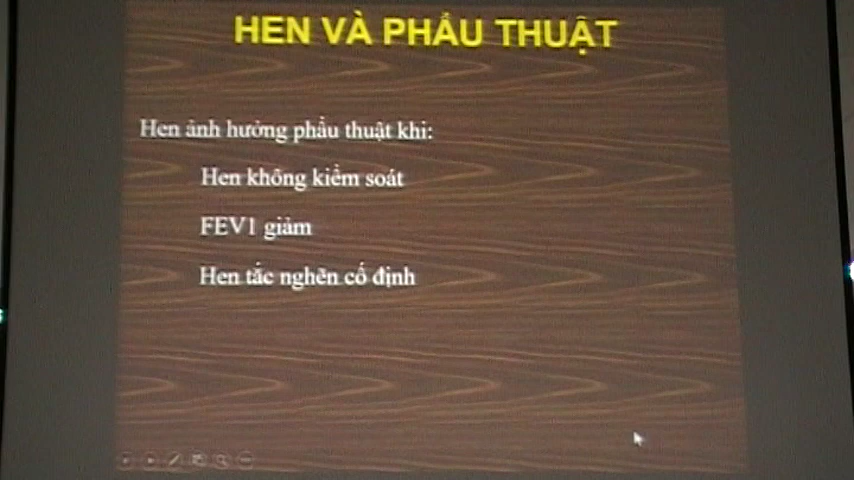 HEN VÀ PHẪU THUẬT
Hen ảnh hưởng phẫu thuật khi:
Hen không kiểm soát
FEV1 giảm
Hen tắc nghẽn cố định